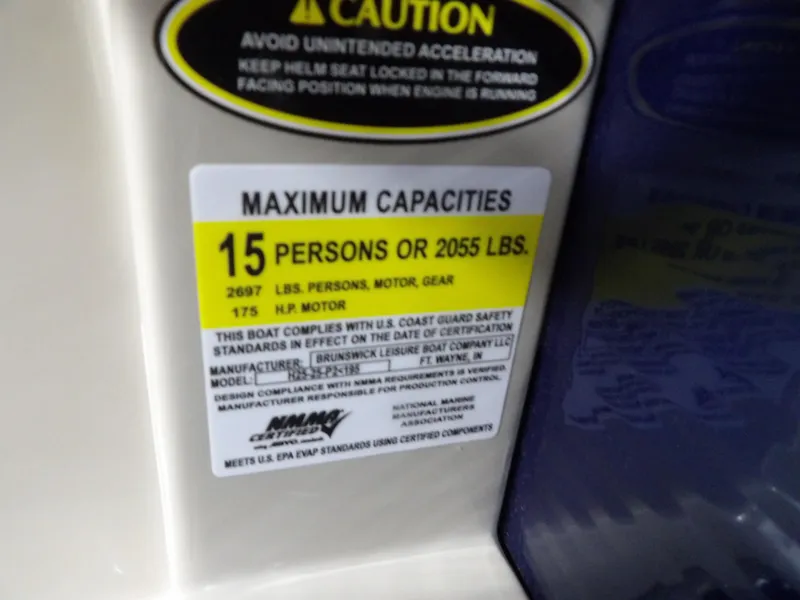 CAUTION
AVOID UNINTENDED ACCELERATION
KEEP HELM SEAT LOCKED IN THE FORWARD
FACING POSITION WHEN ENGINE IS RUNNING
MAXIMUM CAPACITIES
15 PERSONS OR 2055 LBS.
2697 LBS. PERSONS, MOTOR, GEAR
175 H.P. MOTOR
THIS BOAT COMPLIES WITH U.S. COAST GUARD SAFETY
STANDARDS IN EFFECT ON THE DATE OF CERTIFICATION
MANUFACTURER: BRUNSWICK LEISURE BOAT COMPANY LLC
FT. WAYNE, IN
MODEL: H25-25-P2<195
DESIGN COMPLIANCE WITH NMMA REQUIREMENTS IS VERIFIED.
MANUFACTURER RESPONSIBLE FOR PRODUCTION CONTROL.
NMMA
CERTIFIED
NATIONAL MARINE
MANUFACTURERS
ASSOCIATION
MEETS U.S. EPA EVAP STANDARDS USING CERTIFIED COMPONENTS